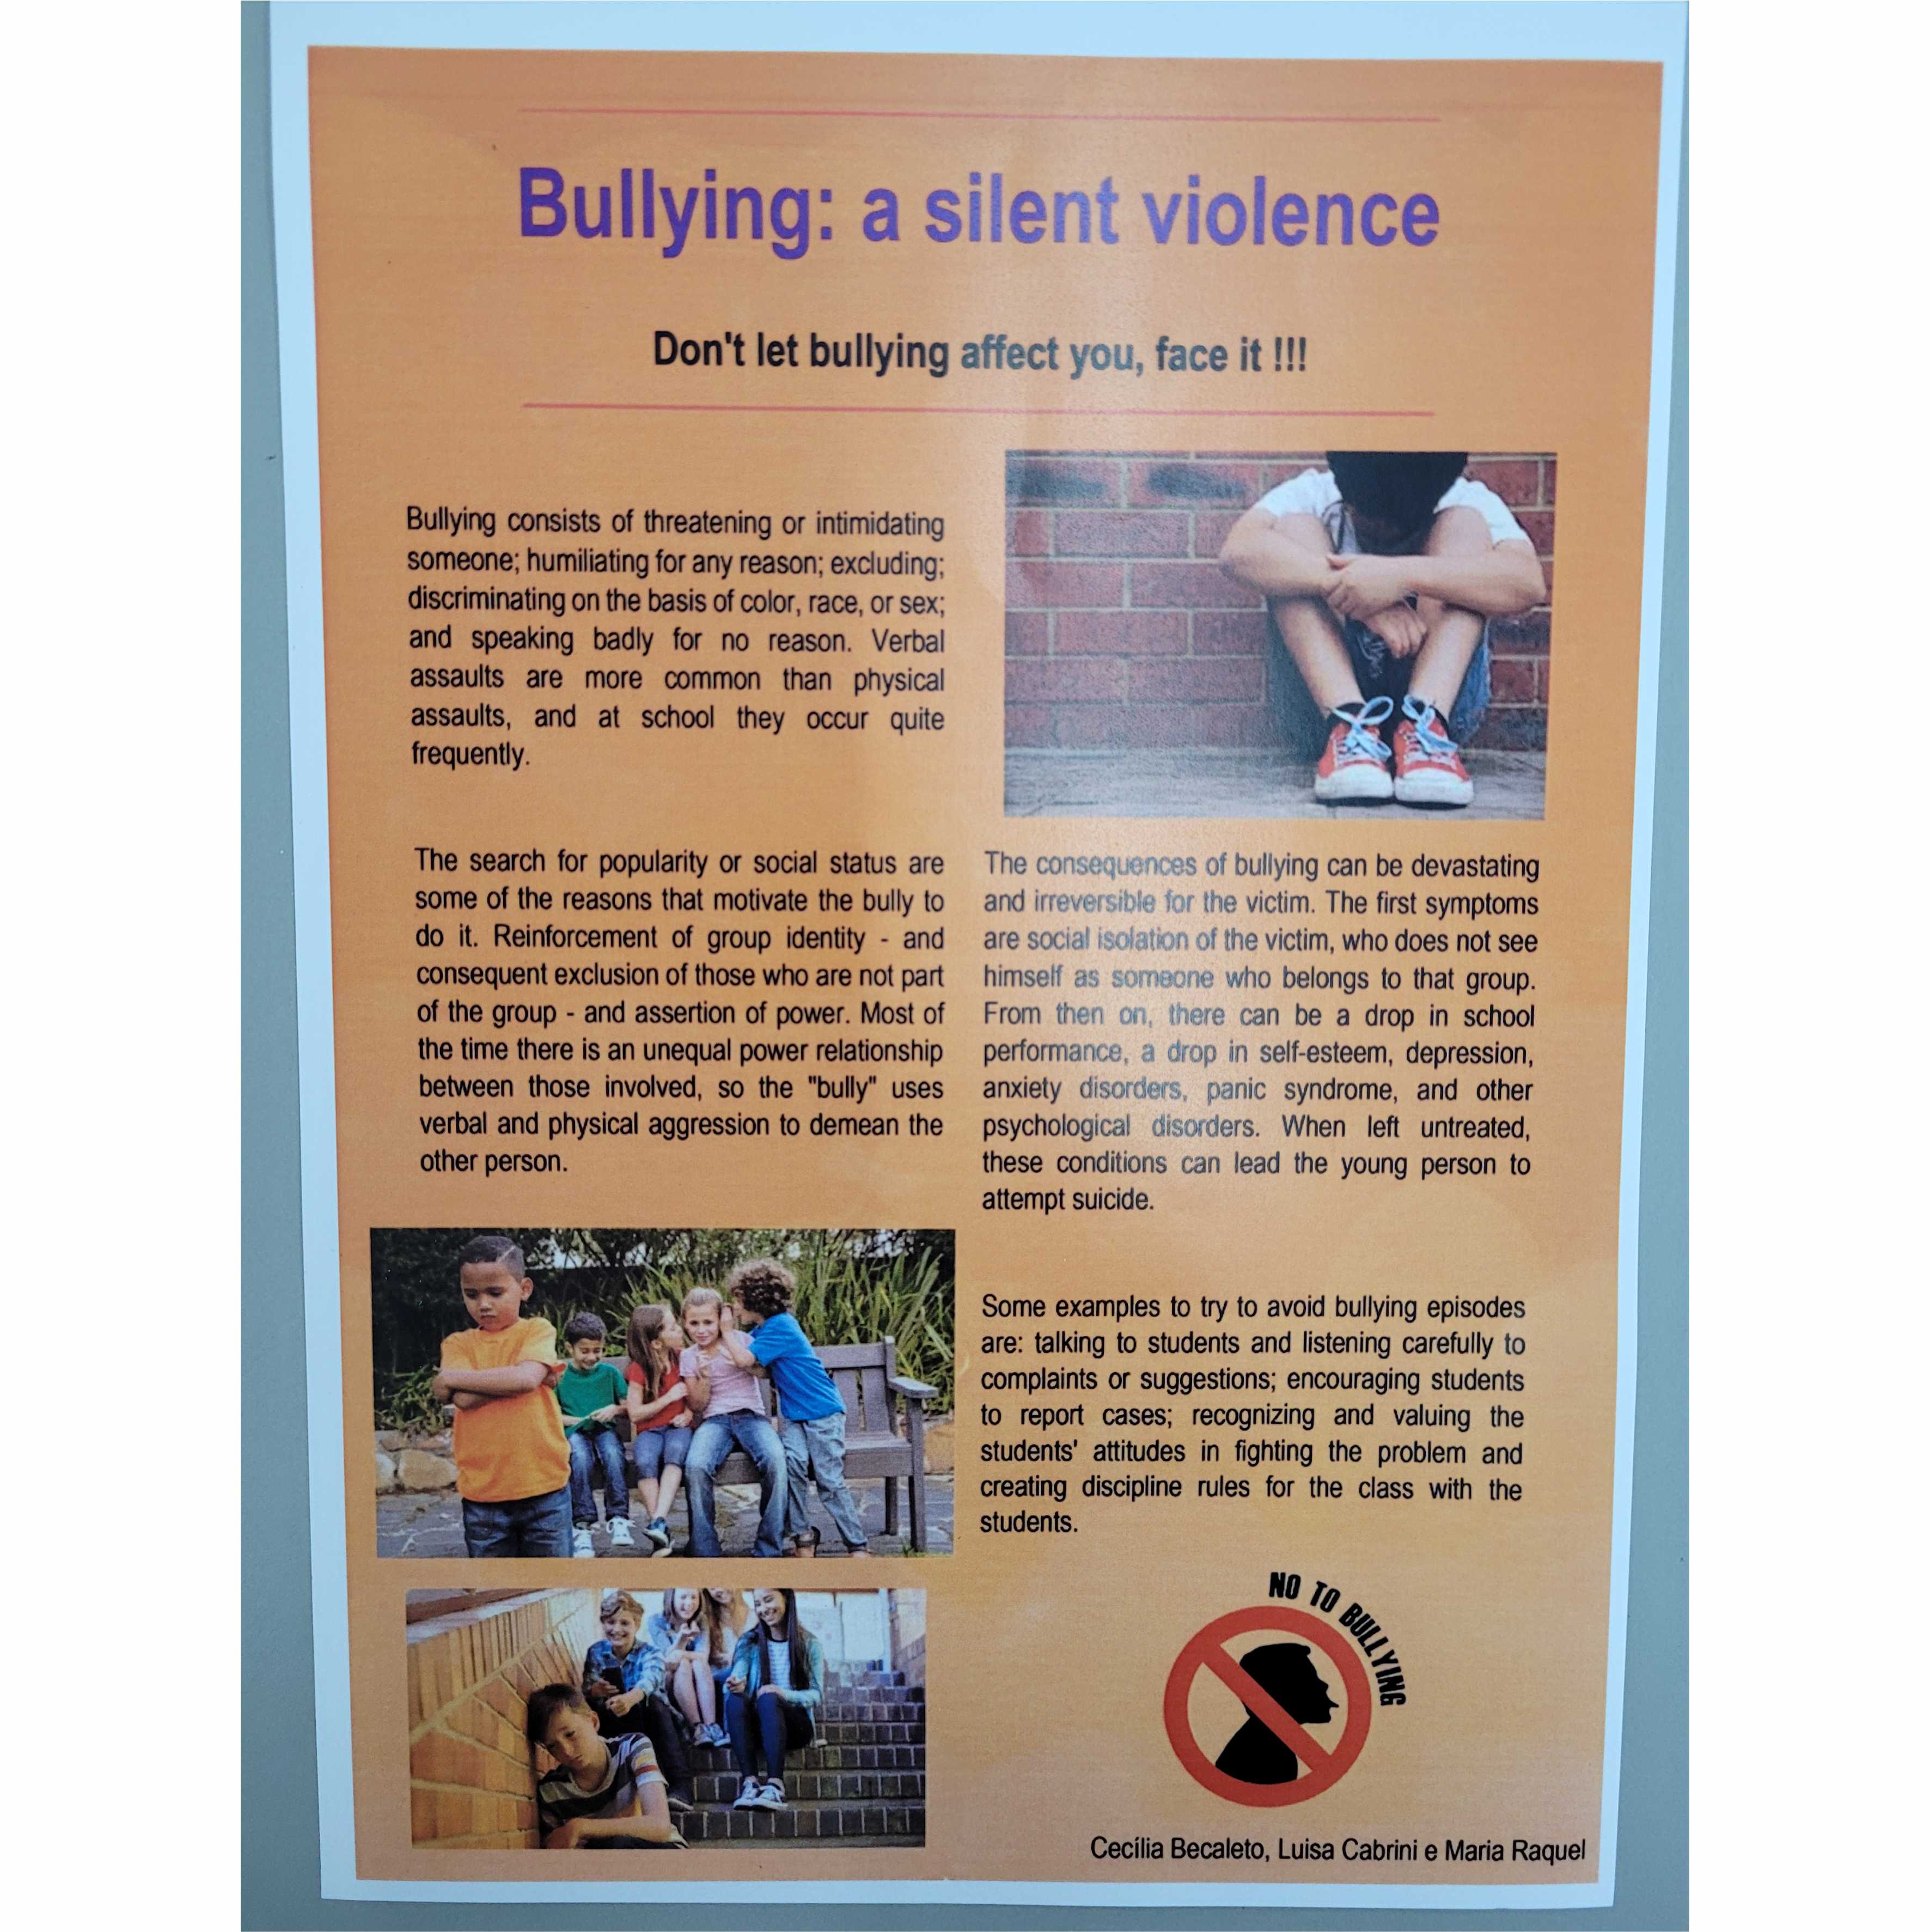 Bullying: a silent violence
Don't let bullying affect you, face it !!!
Bullying consists of threatening or intimidating
someone; humiliating for any reason; excluding;
discriminating on the basis of color, race, or sex;
and speaking badly for no reason. Verbal
assaults are more common than physical
assaults, and at school they occur quite
frequently.
The search for popularity or social status are
some of the reasons that motivate the bully to
do it. Reinforcement of group identity - and
consequent exclusion of those who are not part
of the group - and assertion of power. Most of
the time there is an unequal power relationship
between those involved, so the "bully" uses
verbal and physical aggression to demean the
other person.
The consequences of bullying can be devastating
and irreversible for the victim. The first symptoms
are social isolation of the victim, who does not see
himself as someone who belongs to that group.
From then on, there can be a drop in school
performance, a drop in self-esteem, depression,
anxiety disorders, panic syndrome, and other
psychological disorders. When left untreated,
these conditions can lead the young person to
attempt suicide.
Some examples to try to avoid bullying episodes
are: talking to students and listening carefully to
complaints or suggestions; encouraging students
to report cases; recognizing and valuing the
students' attitudes in fighting the problem and
creating discipline rules for the class with the
students.
NO TO BULLYING
Cecília Becaleto, Luisa Cabrini e Maria Raquel